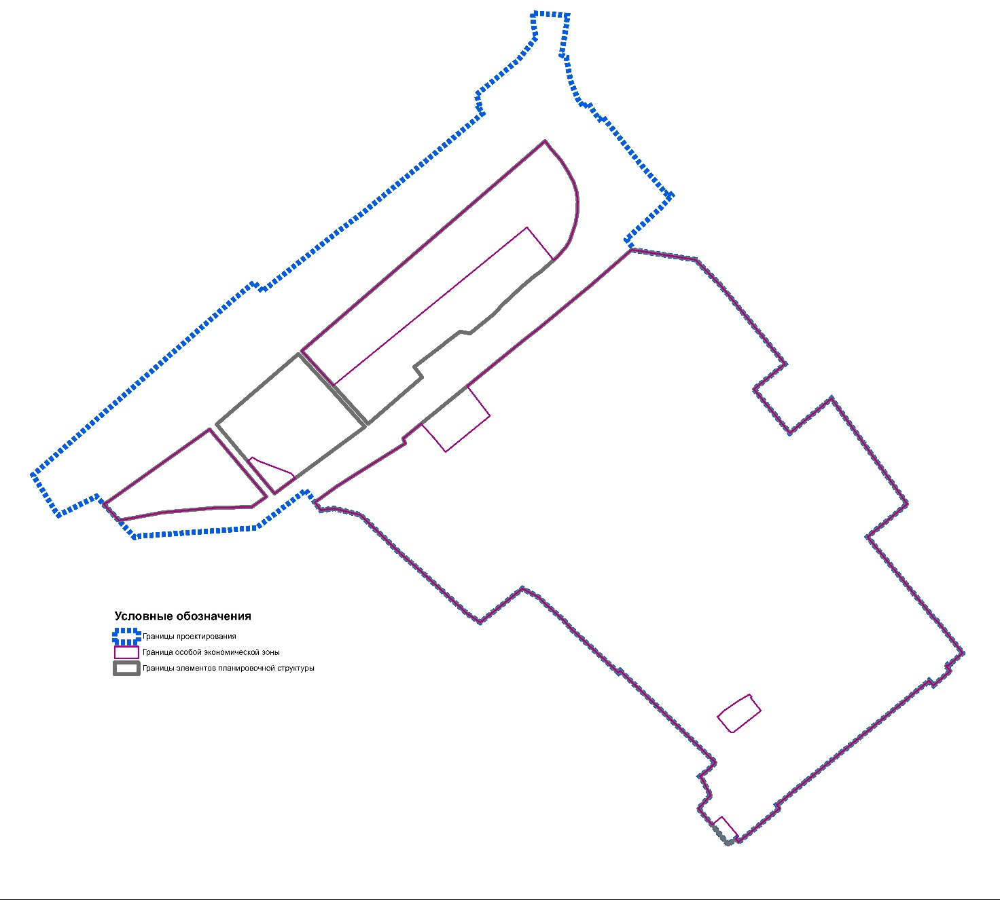 Условные обозначения
Границы проектирования
Граница особой экономической зоны
Границы элементов планировочной структуры